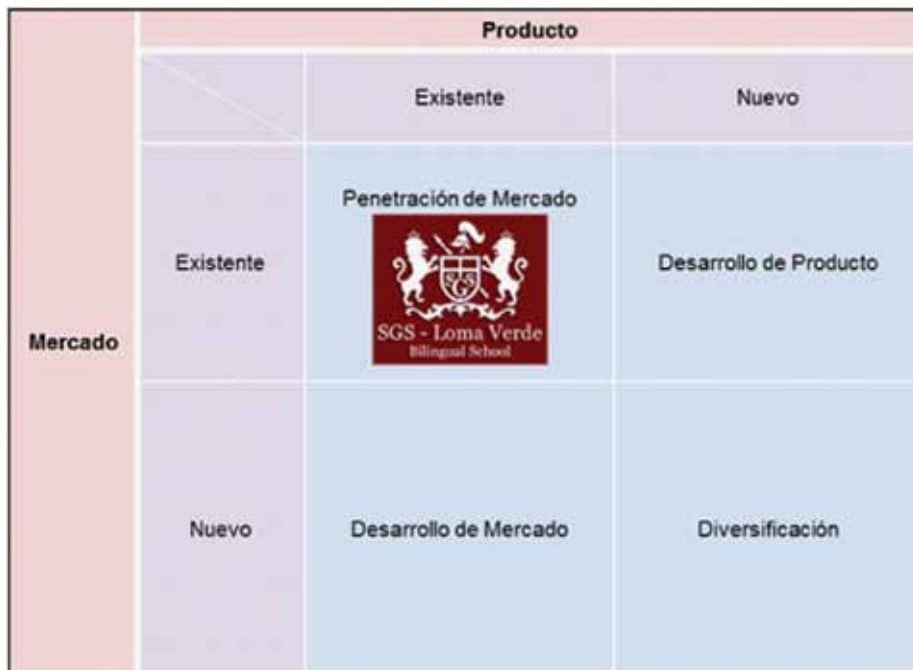 Producto
Existente
Nuevo
Mercado
Existente
Penetración de Mercado
SGS
SGS - Loma Verde
Bilingual School
Desarrollo de Producto
Nuevo
Desarrollo de Mercado
Diversificación